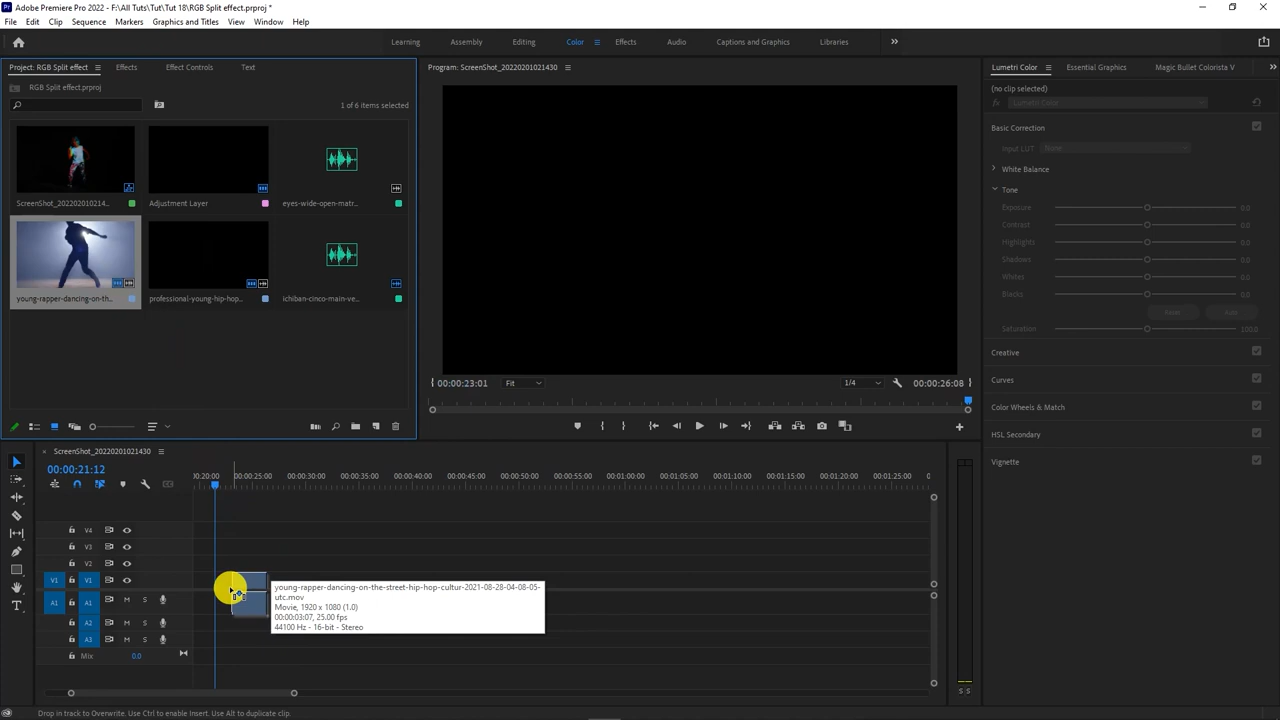 Adobe Premiere Pro 2022 - F:\All Tuts\Tut\Tut 18\RGB Split effect.prproj *
File Edit Clip Sequence Markers Graphics and Titles View Window Help
Learning Assembly Editing Color Effects Audio Captions and Graphics Libraries
Project: RGB Split effect Effects Effect Controls Text
RGB Split effect.prproj
1 of 6 items selected
ScreenShot_202202010214...
Adjustment Layer
eyes-wide-open-matr...
young-rapper-dancing-on-th...
professional-young-hip-hop...
ichiban-cinco-main-ve...
Program: ScreenShot_20220201021430
00:00:23:01 Fit 1/4 00:00:26:08
Lumetri Color Essential Graphics Magic Bullet Colorista V
(no clip selected)
fx Lumetri Color
Basic Correction
Input LUT None
White Balance
Tone
Exposure 0.0
Contrast 0.0
Highlights 0.0
Shadows 0.0
Whites 0.0
Blacks 0.0
Reset Auto
Saturation 100.0
Creative
Curves
Color Wheels & Match
HSL Secondary
Vignette
ScreenShot_20220201021430
00:00:21:12
00:20:00 00:00:25:00 00:00:30:00 00:00:35:00 00:00:40:00 00:00:45:00 00:00:50:00 00:00:55:00 00:01:00:00 00:01:05:00 00:01:10:00 00:01:15:00 00:01:20:00 00:01:25:00 0
V4
V3
V2
V1 V1
A1 A1 M S
A2 M S
A3 M S
Mix 0.0
young-rapper-dancing-on-the-street-hip-hop-cultur-2021-08-28-04-08-05-
utc.mov
Movie, 1920 x 1080 (1.0)
00:00:03:07, 25.00 fps
44100 Hz - 16-bit - Stereo
S S
Drop in track to Overwrite. Use Ctrl to enable Insert. Use Alt to duplicate clip.